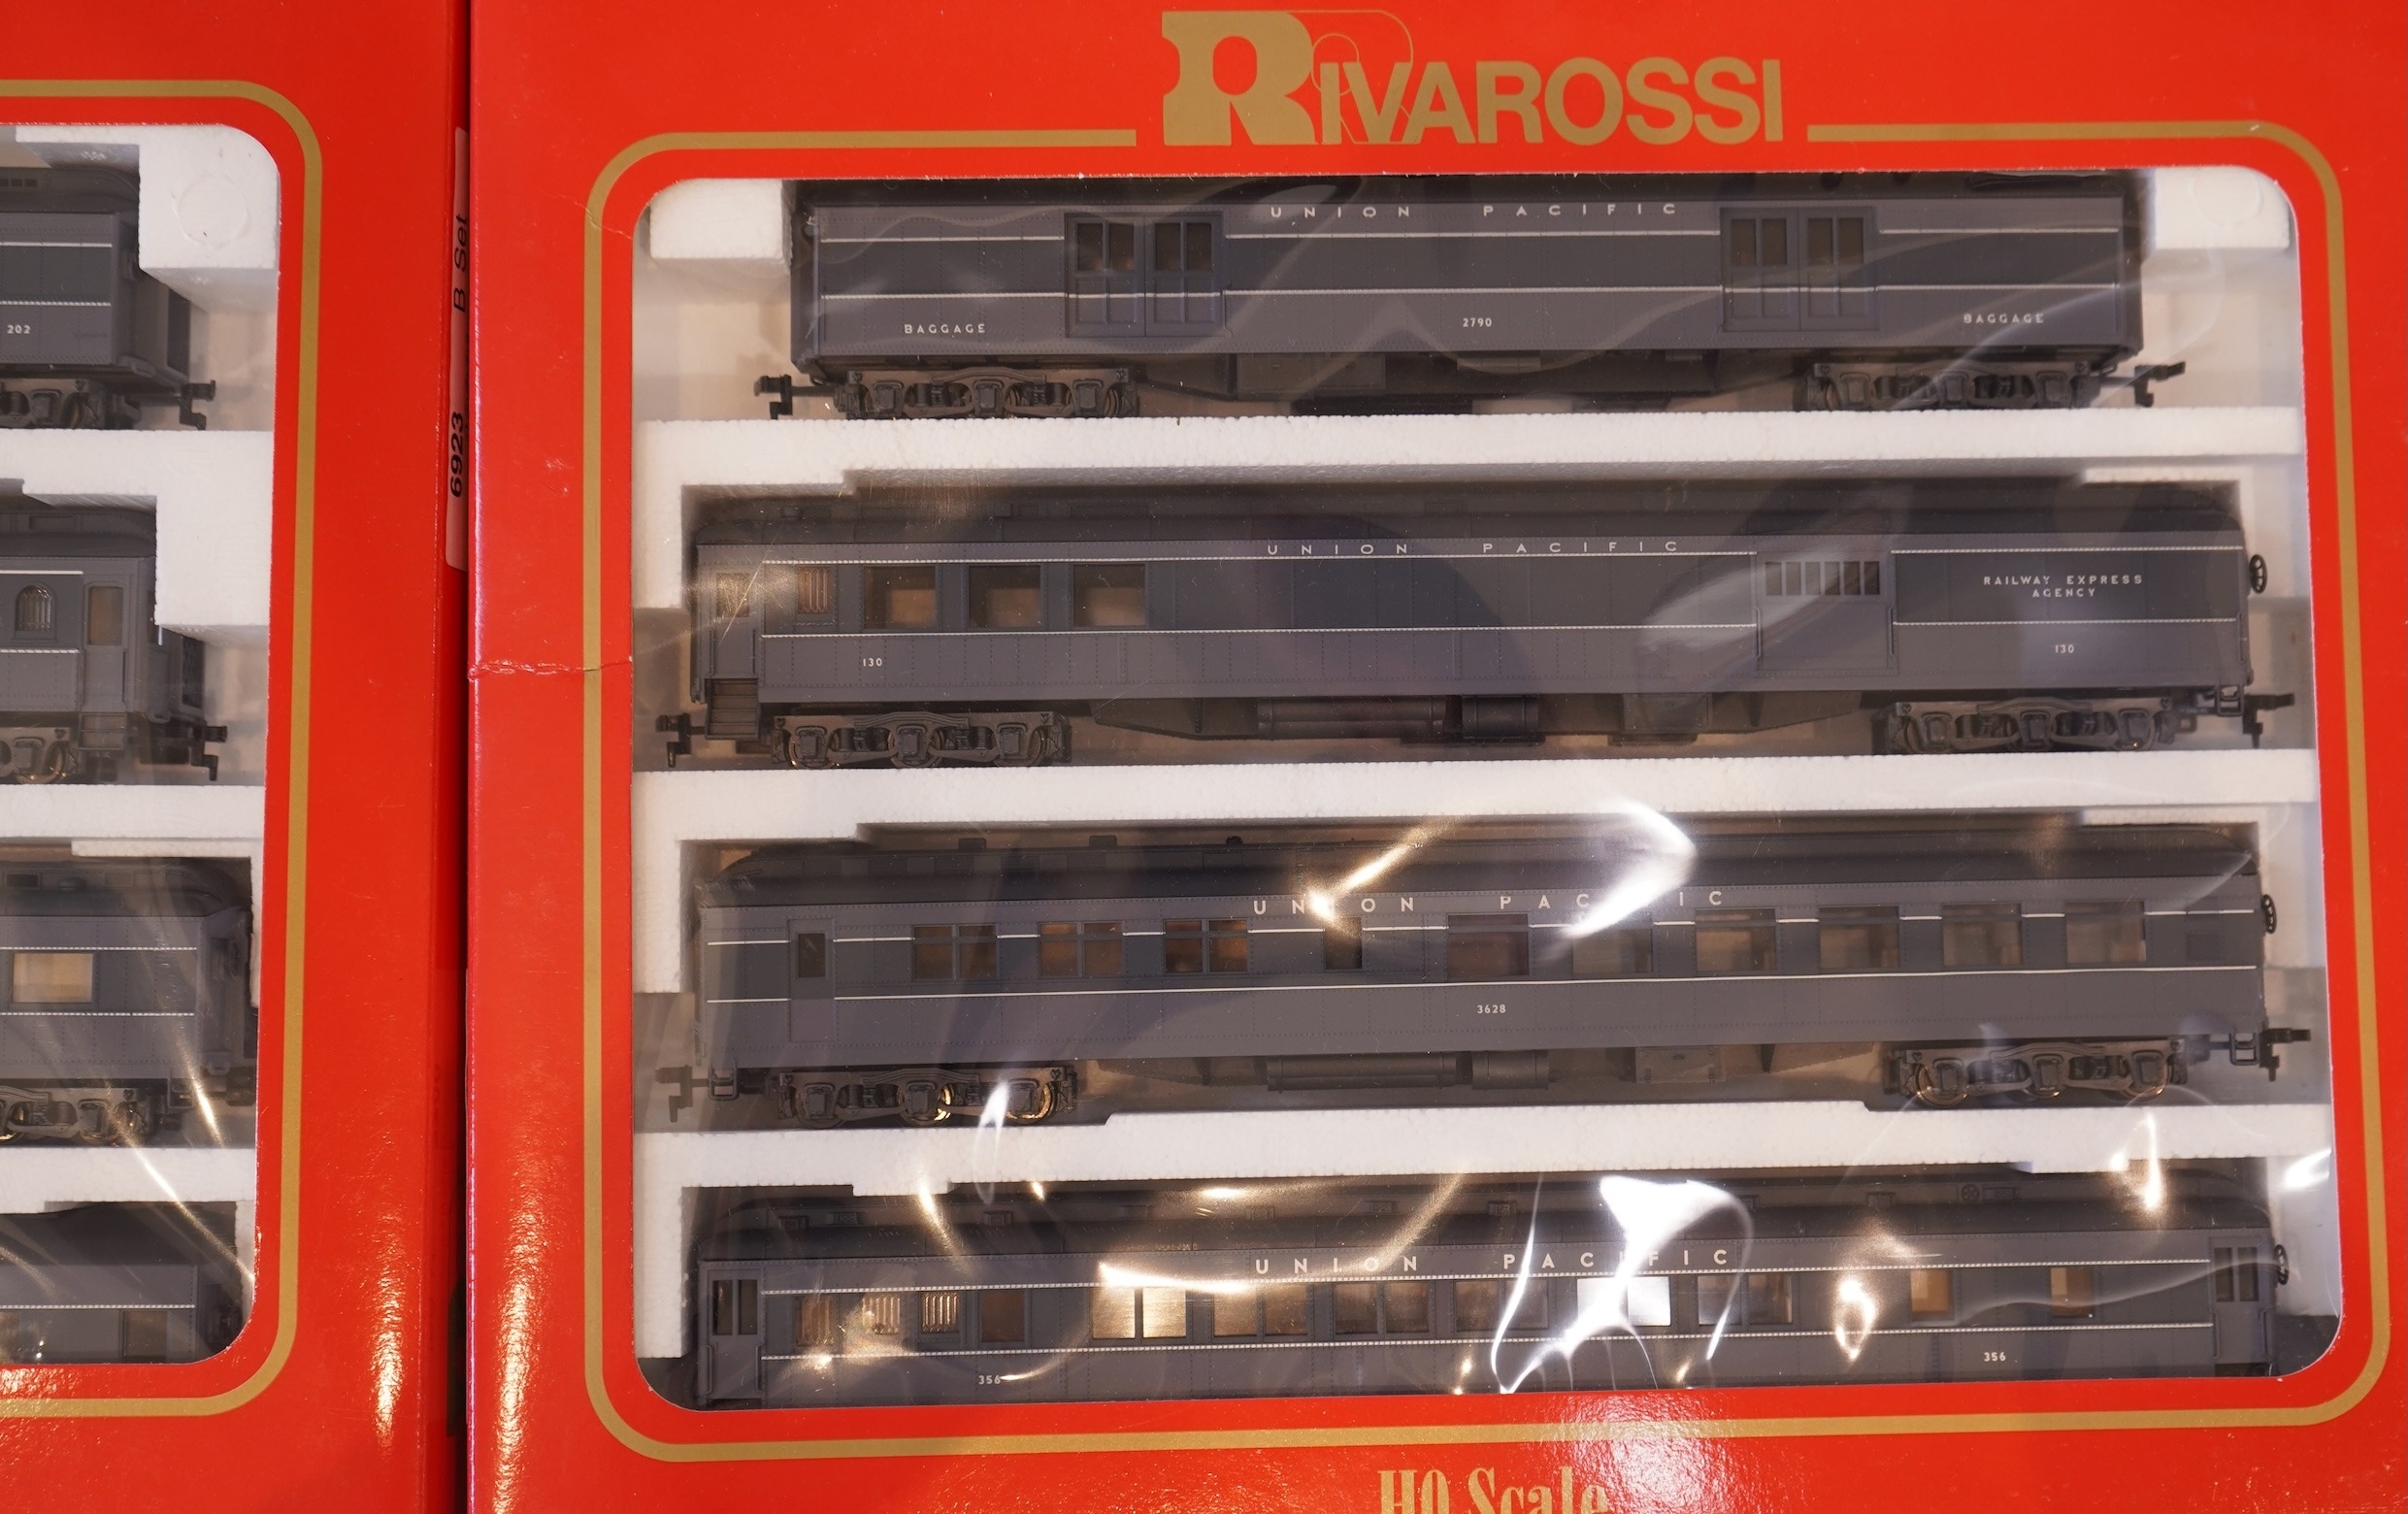 202
6923 B Set
RIVAROSSI
UNION PACIFIC
BAGGAGE 2790 BAGGAGE
UNION PACIFIC
RAILWAY EXPRESS
AGENCY
130 130
UNION PACIFIC
3628
UNION PACIFIC
356 356
HO Scale